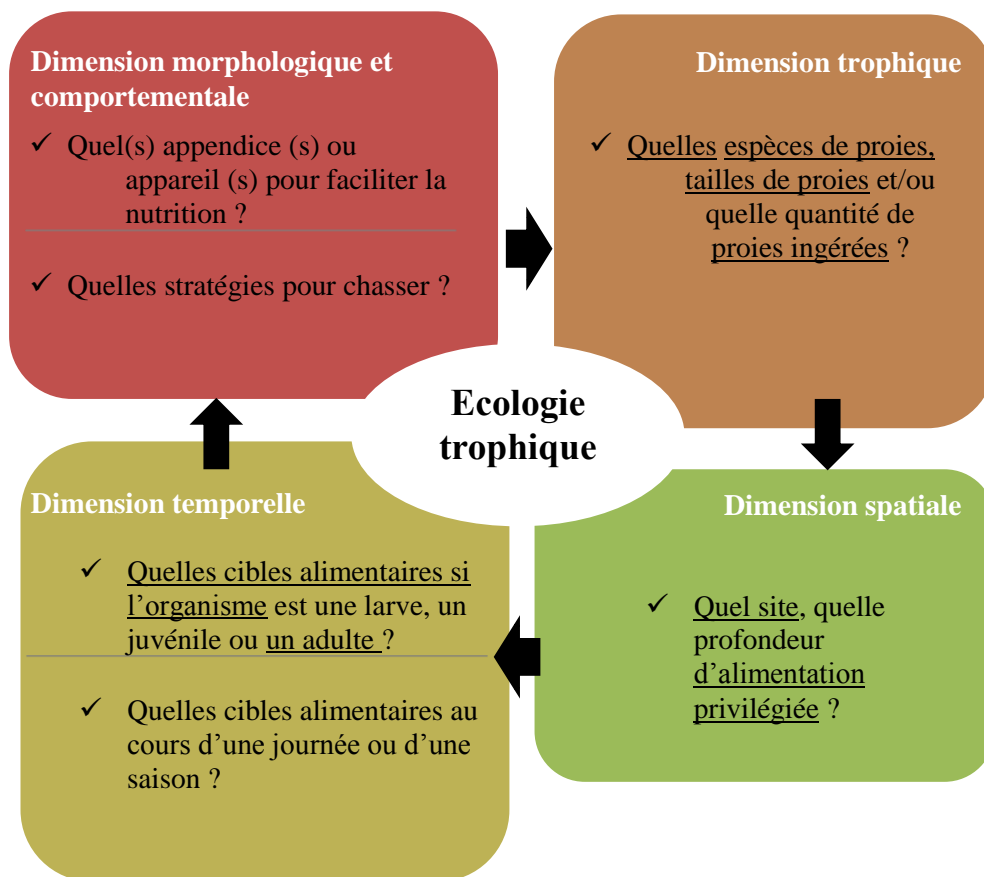 Dimension morphologique et
comportementale
✓ Quel(s) appendice (s) ou
appareil (s) pour faciliter la
nutrition ?
✓ Quelles stratégies pour chasser ?
Dimension trophique
✓ Quelles espèces de proies,
tailles de proies et/ou
quelle quantité de
proies ingérées ?
Ecologie
trophique
Dimension temporelle
✓ Quelles cibles alimentaires si
l’organisme est une larve, un
juvénile ou un adulte ?
✓ Quelles cibles alimentaires au
cours d’une journée ou d’une
saison ?
Dimension spatiale
✓ Quel site, quelle
profondeur
d’alimentation
privilégiée ?